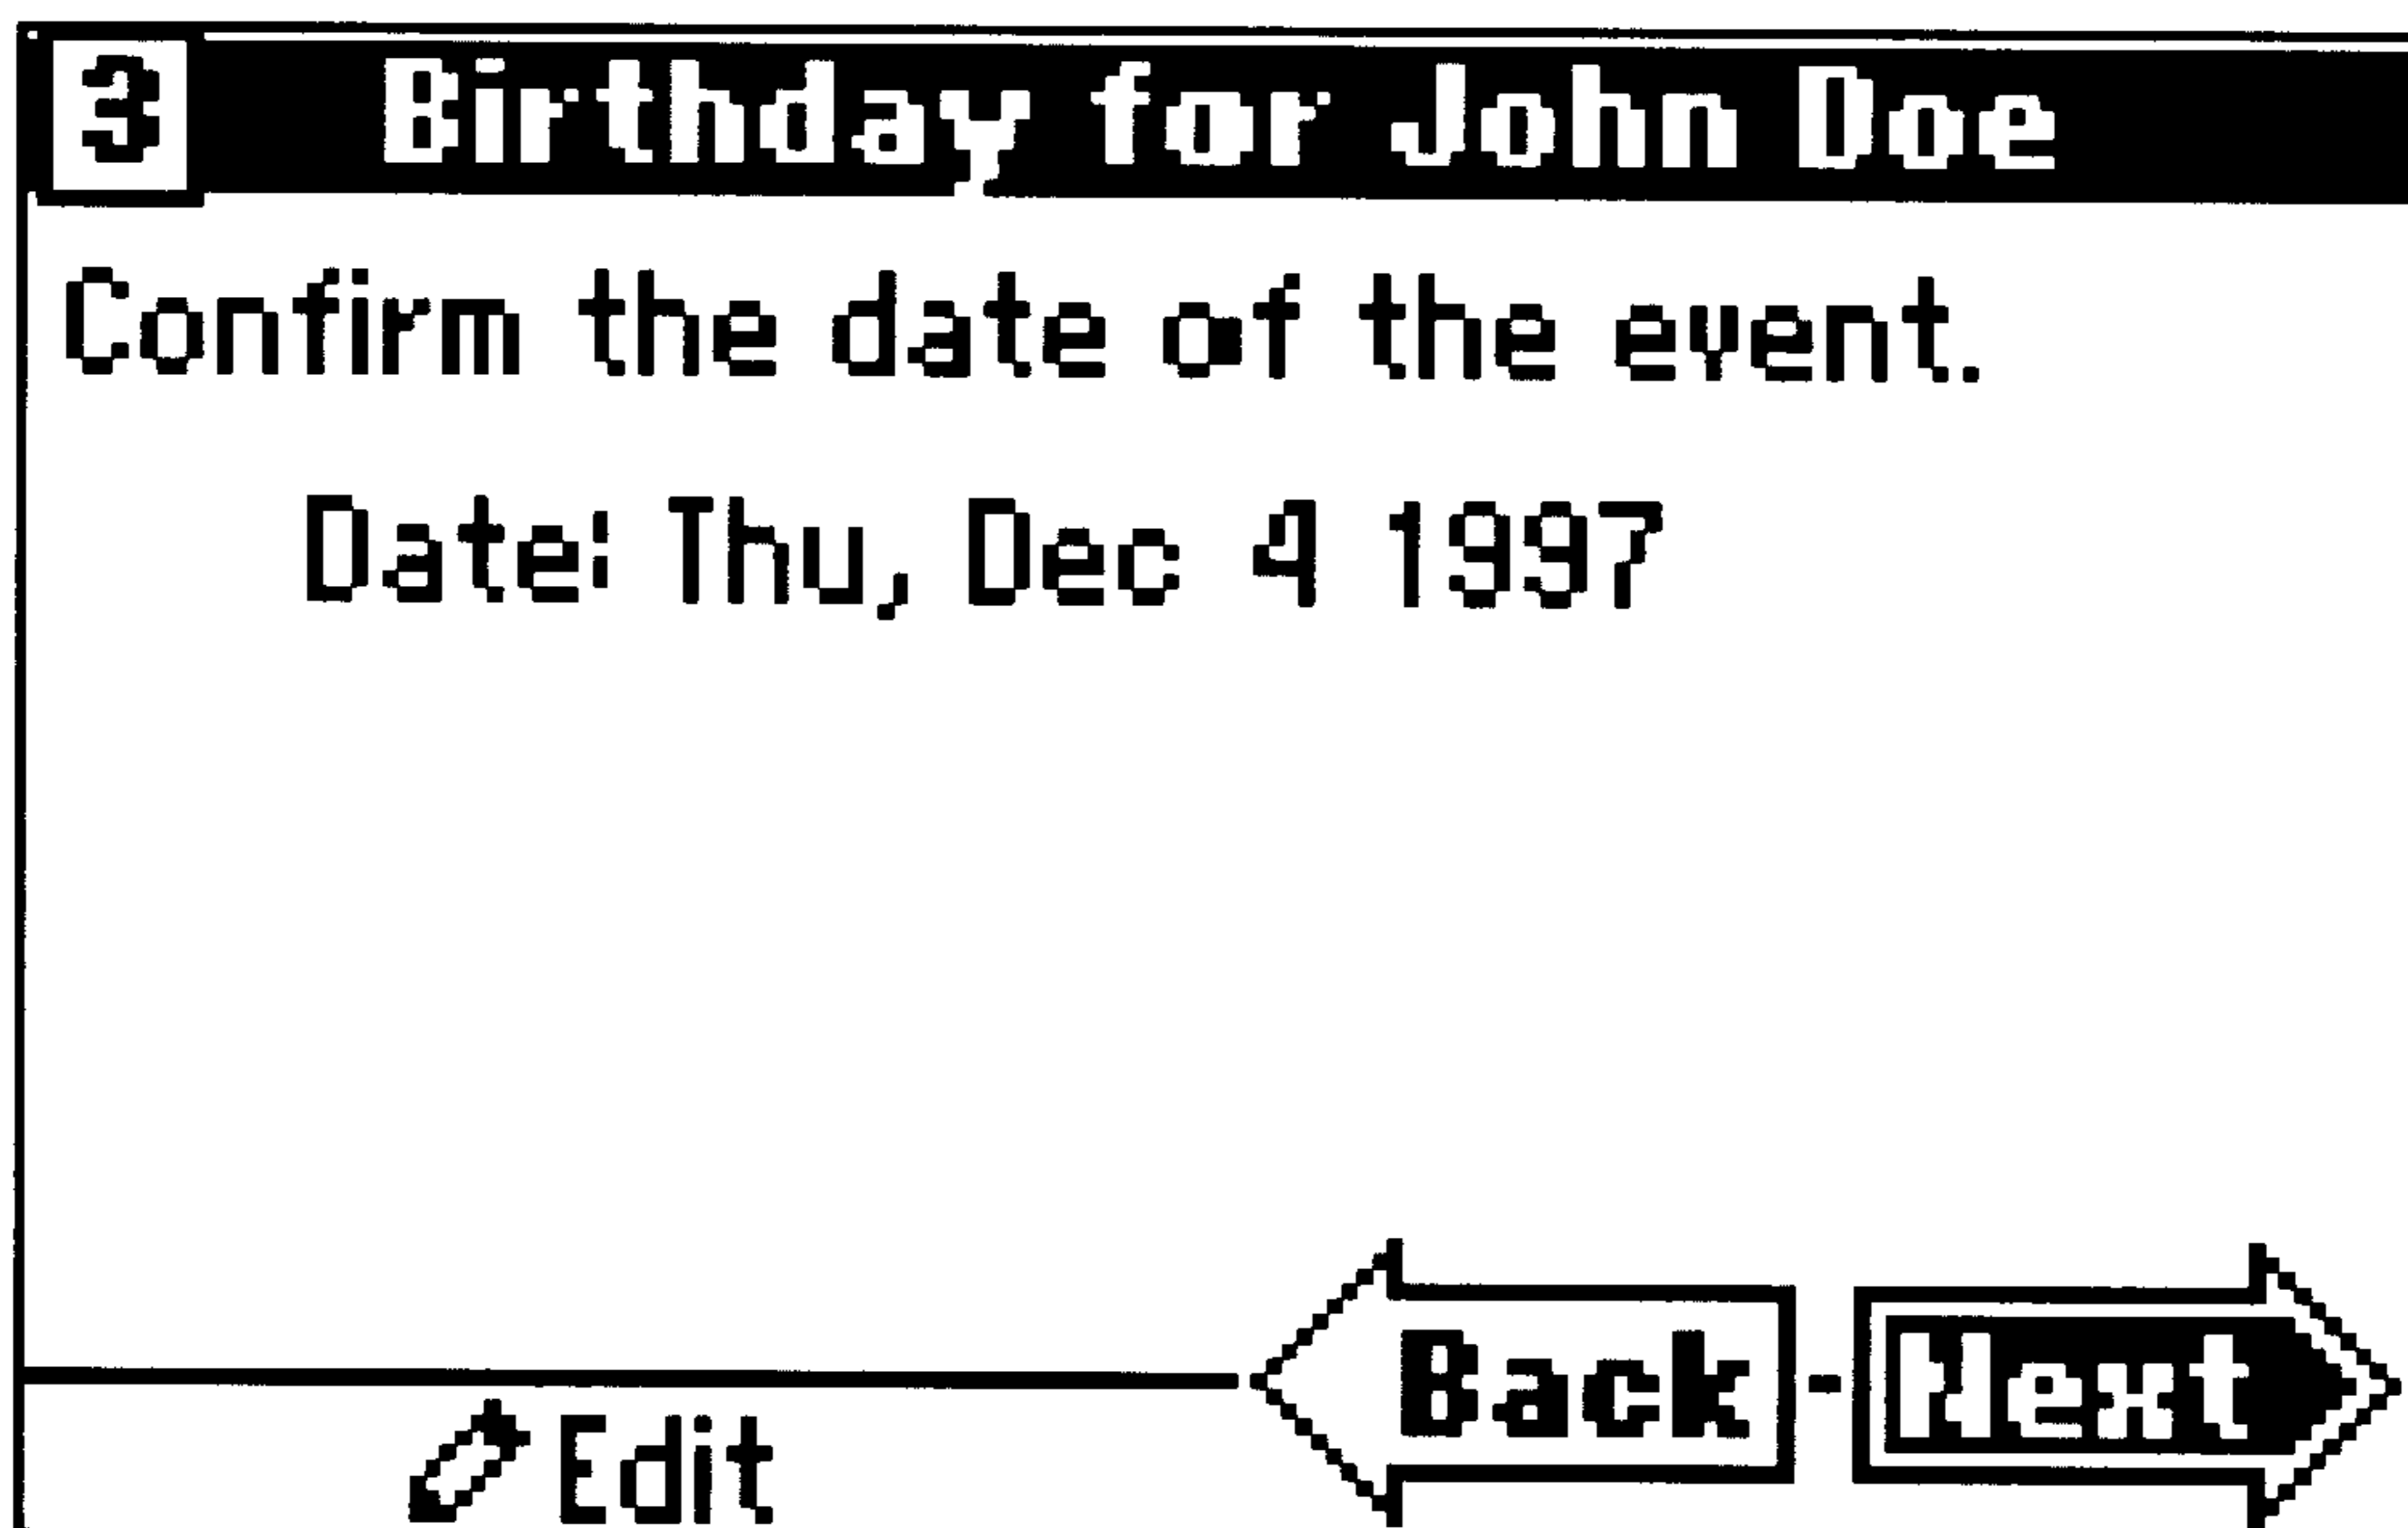 3 Birthday for John Doe
Confirm the date of the event.
Date: Thu, Dec 4 1997
Edit Back Next